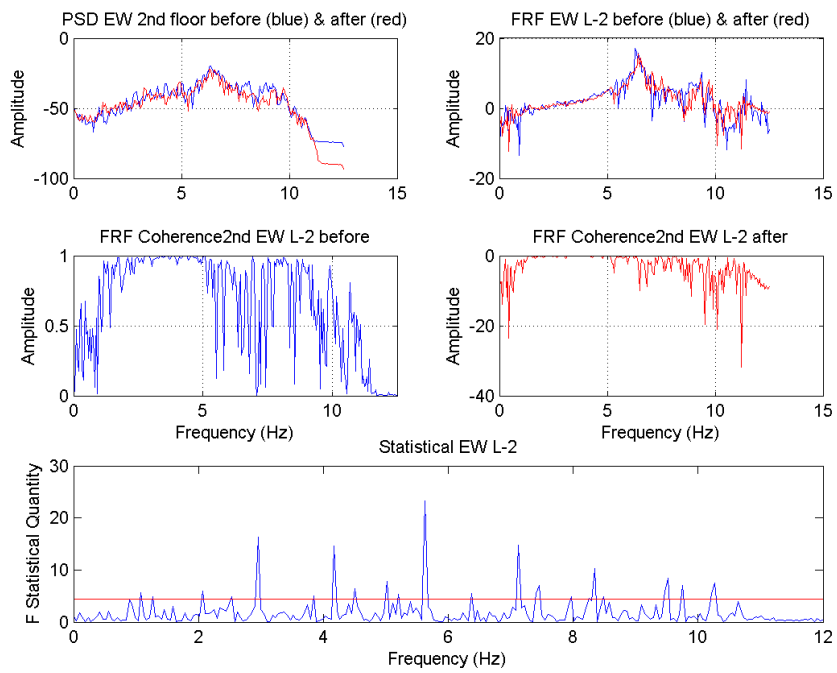 PSD EW 2nd floor before (blue) & after (red)
0
-50
-100
Amplitude
0 5 10 15
FRF EW L-2 before (blue) & after (red)
20
0
-20
Amplitude
0 5 10 15
FRF Coherence2nd EW L-2 before
1
0.5
0
Amplitude
0 5 10
Frequency (Hz)
FRF Coherence2nd EW L-2 after
0
-20
-40
Amplitude
0 5 10 15
Frequency (Hz)
Statistical EW L-2
30
20
10
0
F Statistical Quantity
0 2 4 6 8 10 12
Frequency (Hz)